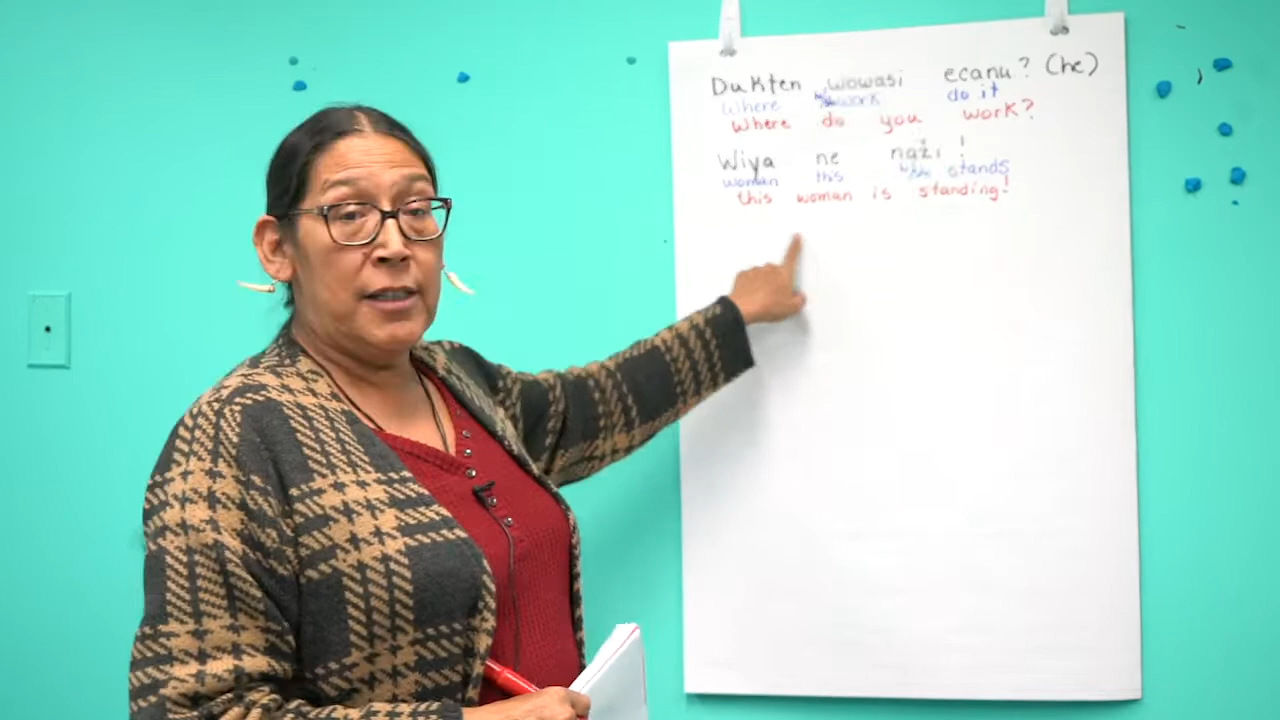 Dukten wowasi ecanu? (he)
where work do it
where do you work?
Wiya ne nąži!
woman this stands
this woman is standing!